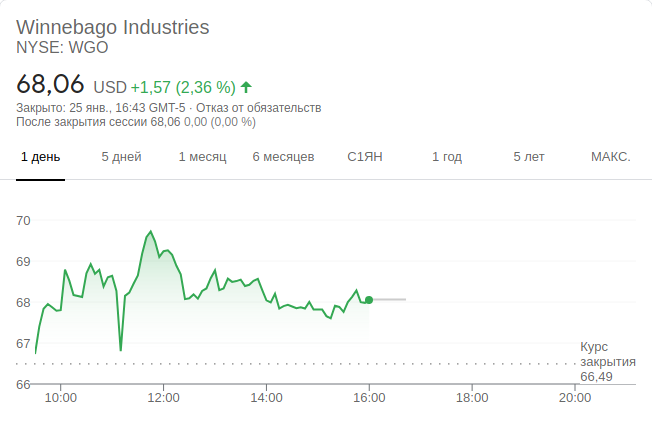 Winnebago Industries
NYSE: WGO
68,06 USD +1,57 (2,36 %)
Закрыто: 25 янв., 16:43 GMT-5 · Отказ от обязательств
После закрытия сессии 68,06 0,00 (0,00 %)
1 день 5 дней 1 месяц 6 месяцев С1ЯН 1 год 5 лет МАКС.
70
69
68
67
Курс
закрытия
66,49
66
10:00 12:00 14:00 16:00 18:00 20:00